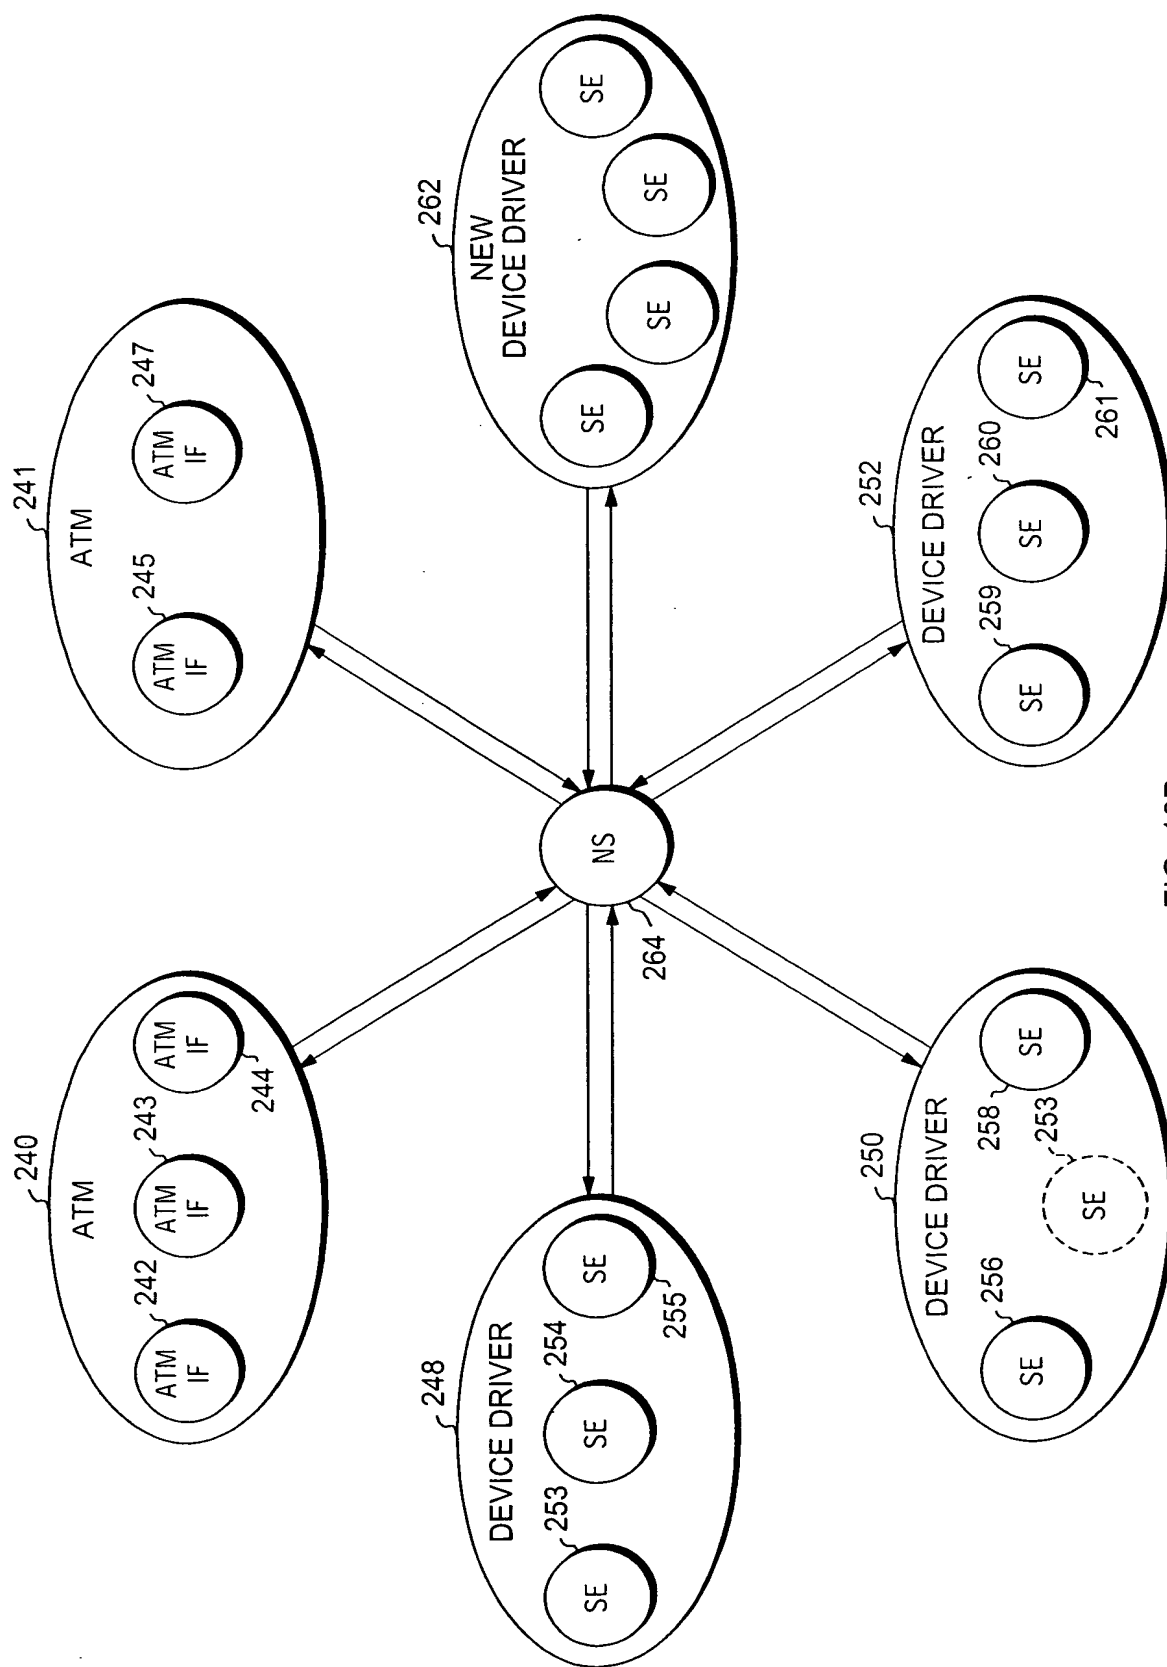 240
ATM
242
ATM
IF
243
ATM
IF
ATM
IF
244
241
ATM
245
ATM
IF
247
ATM
IF
248
DEVICE DRIVER
253
SE
254
SE
SE
255
NS
264
262
NEW
DEVICE DRIVER
SE
SE
SE
SE
250
DEVICE DRIVER
256
SE
253
SE
SE
258
252
DEVICE DRIVER
259
SE
260
SE
SE
261
FIG.